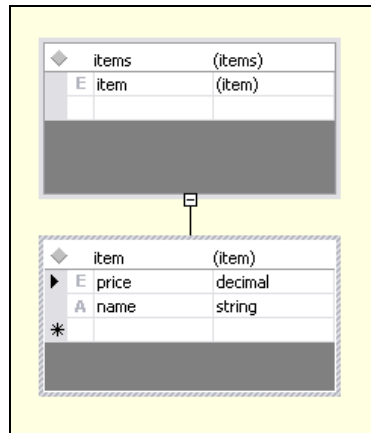 items (items)
E item (item)
item (item)
E price decimal
A name string